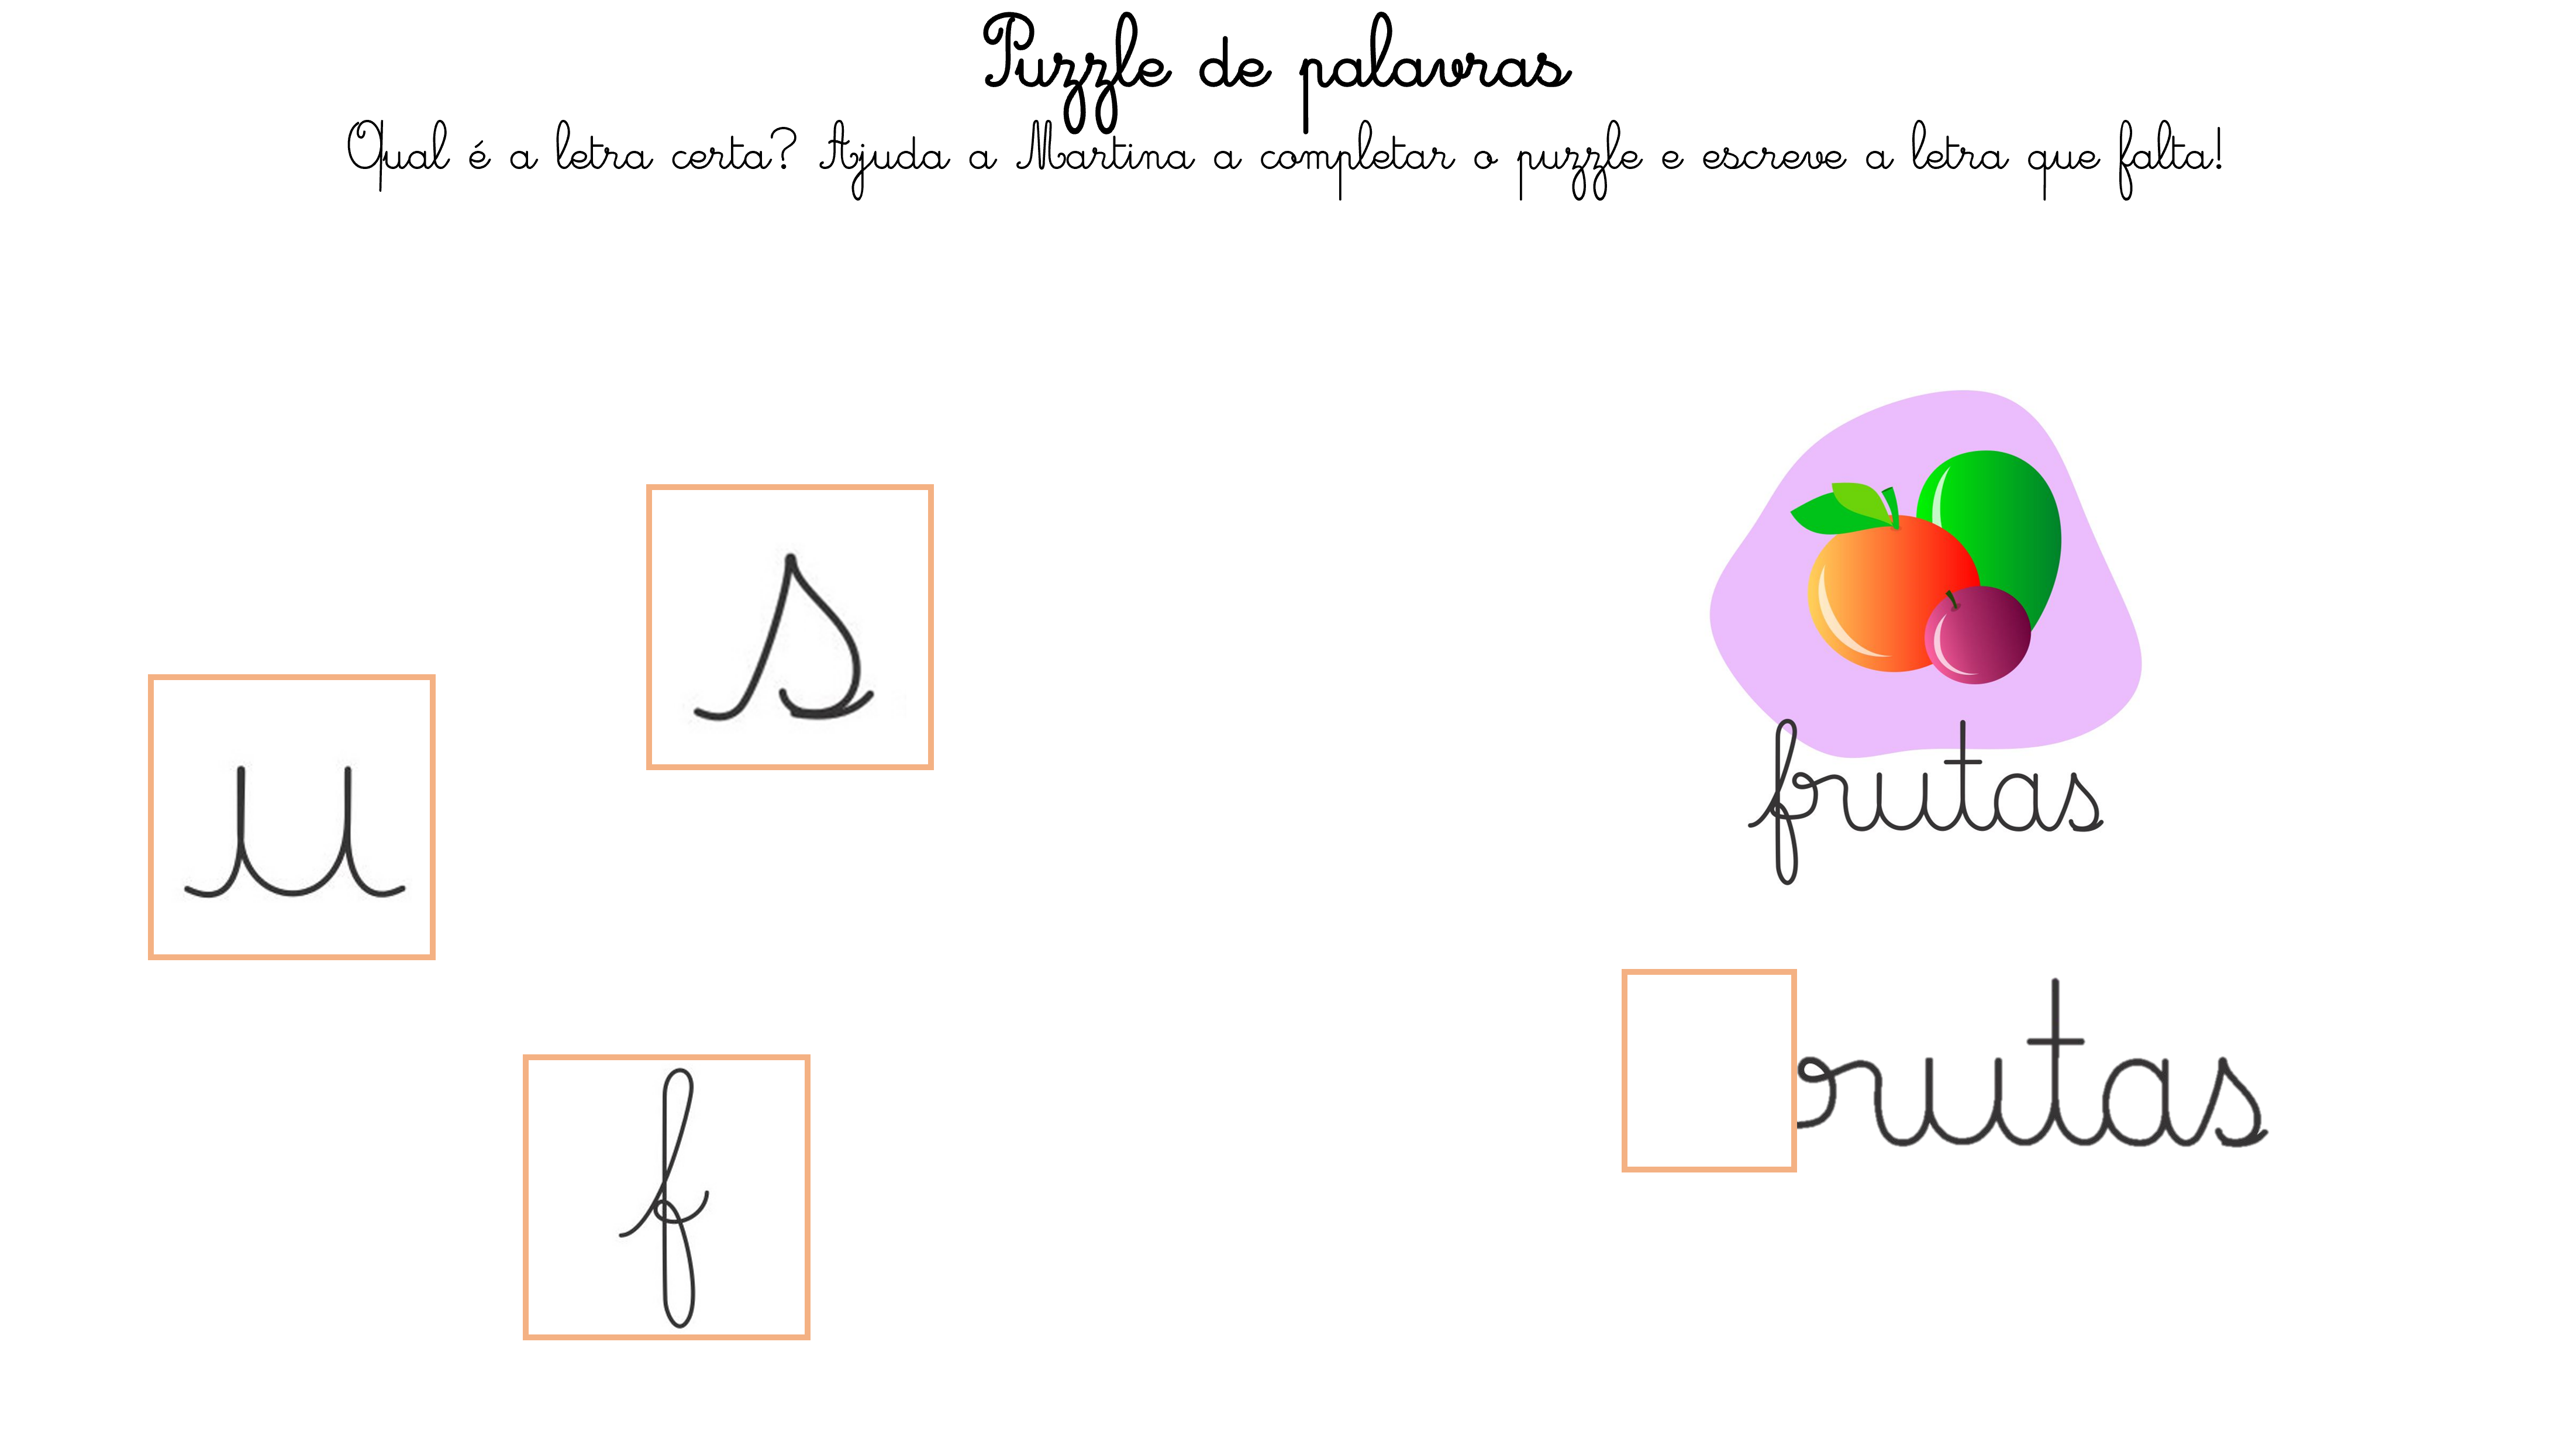 Puzzle de palavras
Qual é a letra certa? Ajuda a Martina a completar o puzzle e escreve a letra que falta!
s
u
f
frutas
rutas